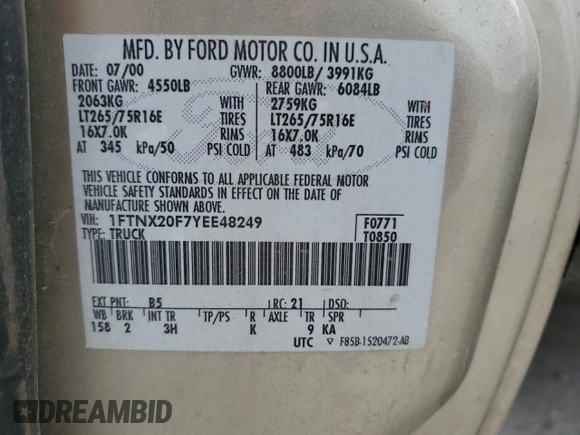 MFD. BY FORD MOTOR CO. IN U.S.A.
DATE: 07/00 GVWR: 8800LB/ 3991KG
FRONT GAWR: 4550LB REAR GAWR: 6084LB
2063KG WITH 2759KG WITH
LT265/75R16E TIRES LT265/75R16E TIRES
16X7.0K RIMS 16X7.0K RIMS
AT 345 kPa/50 PSI COLD AT 483 kPa/70 PSI COLD
THIS VEHICLE CONFORMS TO ALL APPLICABLE FEDERAL MOTOR
VEHICLE SAFETY STANDARDS IN EFFECT ON THE DATE OF
MANUFACTURE SHOWN ABOVE.
VIN: 1FTNX20F7YEE48249 F0771
TYPE: TRUCK T0850
EXT PNT: B5 RC: 21 DSO:
WB BRK INT TR TP/PS R AXLE TR SPR
158 2 3H K 9 KA
UTC ▽ F85B-1520472-AB
DREAMBID